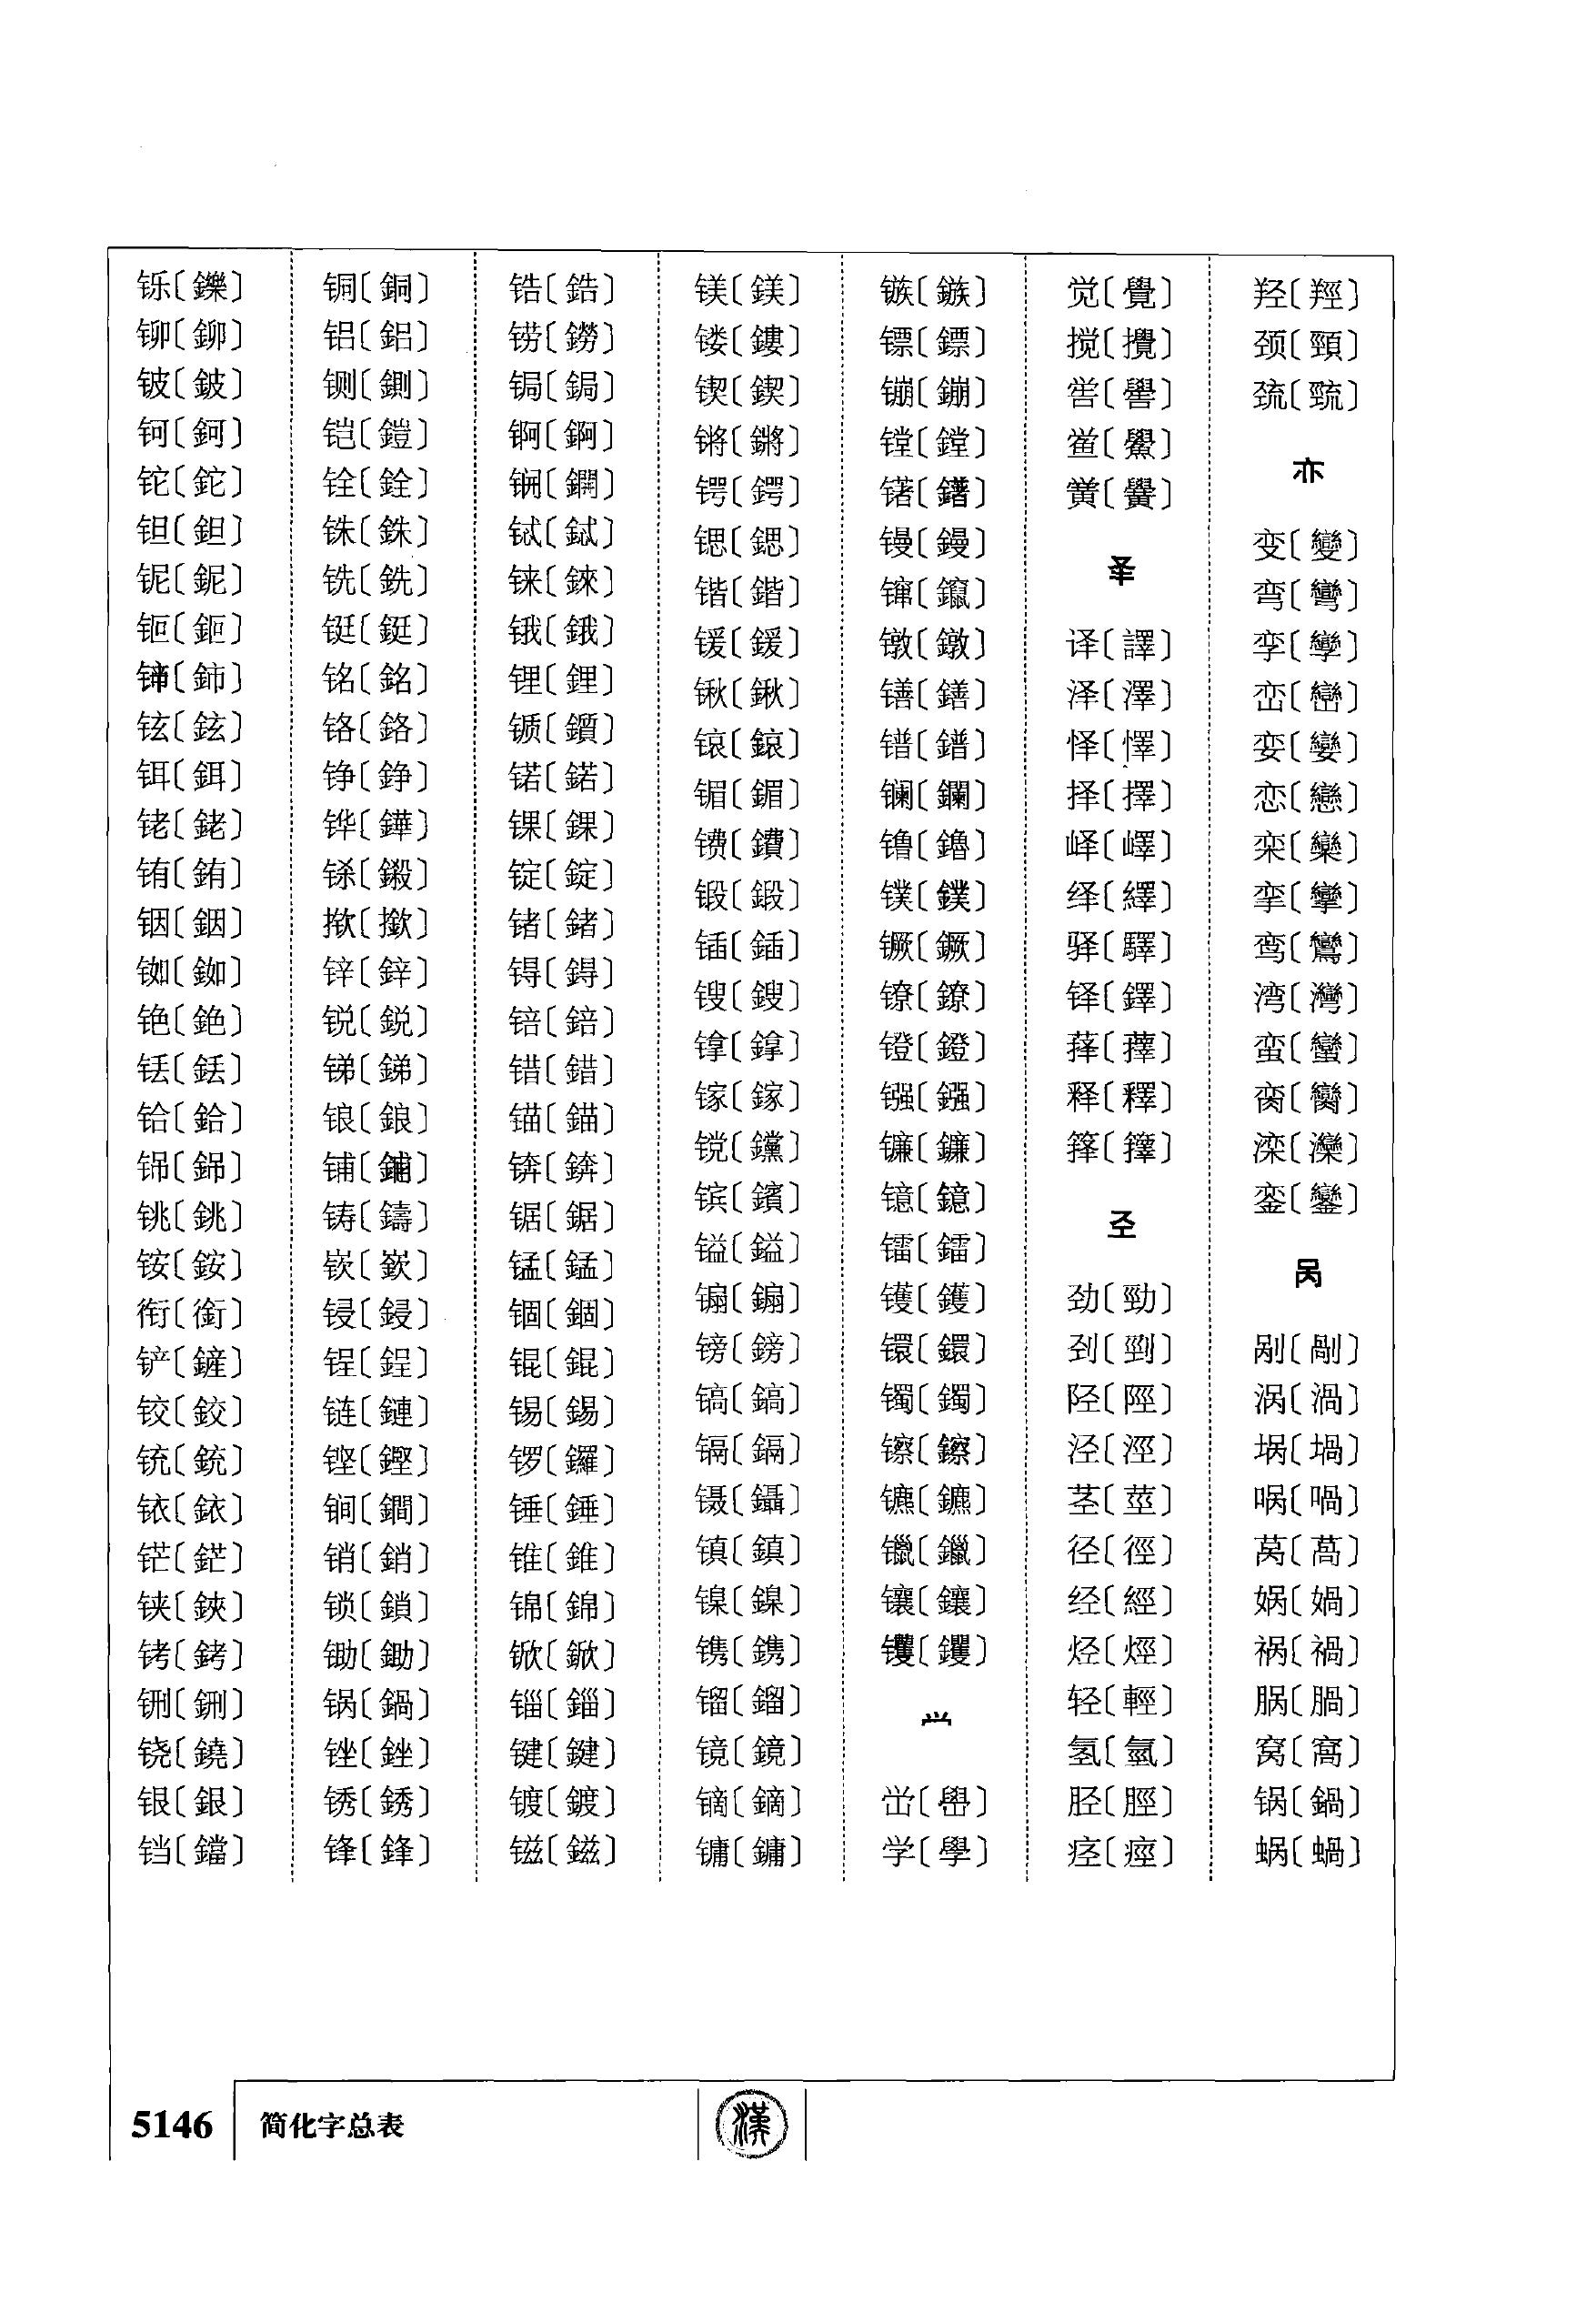 铄〔鑠〕
铆〔鉚〕
铍〔鈹〕
钶〔鈳〕
铊〔鉈〕
钽〔鉭〕
铌〔鈮〕
钷〔鉕〕
铈〔鈰〕
铉〔鉉〕
铒〔鉺〕
铑〔銠〕
铕〔銪〕
铟〔銦〕
铷〔銣〕
铯〔銫〕
铥〔銩〕
铪〔鉿〕
铞〔銱〕
铫〔銚〕
铵〔銨〕
衔〔銜〕
铲〔鏟〕
铰〔鉸〕
铳〔銃〕
铱〔銥〕
铓〔鋩〕
铗〔鋏〕
铐〔銬〕
铏〔鉶〕
铙〔鐃〕
银〔銀〕
铛〔鐺〕
铜〔銅〕
铝〔鋁〕
铡〔鍘〕
铠〔鎧〕
铨〔銓〕
铢〔銖〕
铣〔銑〕
铤〔鋌〕
铭〔銘〕
铬〔鉻〕
铮〔錚〕
铧〔鏵〕
铩〔鎩〕
揿〔撳〕
锌〔鋅〕
锐〔鋭〕
锑〔銻〕
锒〔鋃〕
铺〔鋪〕
铸〔鑄〕
嵚〔嶔〕
锓〔鋟〕
锃〔鋥〕
链〔鏈〕
铿〔鏗〕
锏〔鐧〕
销〔銷〕
锁〔鎖〕
锄〔鋤〕
锅〔鍋〕
锉〔銼〕
锈〔銹〕
锋〔鋒〕
锆〔鋯〕
铹〔鐒〕
锔〔鋦〕
锕〔錒〕
锎〔鐦〕
铽〔鋱〕
铼〔錸〕
锇〔鋨〕
锂〔鋰〕
锧〔鑕〕
锘〔鍩〕
锞〔錁〕
锭〔錠〕
锗〔鍺〕
锝〔鍀〕
锫〔錇〕
错〔錯〕
锚〔錨〕
锛〔錛〕
锯〔鋸〕
锰〔錳〕
锢〔錮〕
锟〔錕〕
锡〔錫〕
锣〔鑼〕
锤〔錘〕
锥〔錐〕
锦〔錦〕
锨〔鍁〕
锱〔錙〕
键〔鍵〕
镀〔鍍〕
镃〔鎡〕
镁〔鎂〕
镂〔鏤〕
锲〔鍥〕
锵〔鏘〕
锷〔鍔〕
锶〔鍶〕
锴〔鍇〕
锾〔鍰〕
锹〔鍬〕
锿〔鎄〕
镅〔鎇〕
镄〔鐨〕
锻〔鍛〕
锸〔鍤〕
锼〔鎪〕
镎〔鎿〕
镓〔鎵〕
镋〔钂〕
镔〔鑌〕
镒〔鎰〕
镉〔鎘〕
镑〔鎊〕
镐〔鎬〕
镉〔鎘〕
镊〔鑷〕
镇〔鎮〕
镍〔鎳〕
镌〔鎸〕
镏〔鎦〕
镜〔鏡〕
镝〔鏑〕
镛〔鏞〕
镞〔鏃〕
镖〔鏢〕
镚〔鏰〕
镗〔鏜〕
锗〔鍺〕
镘〔鏝〕
镩〔鑹〕
镦〔鐓〕
镨〔鐥〕
镨〔鐠〕
镧〔鑭〕
镥〔鑥〕
镤〔鏷〕
镢〔鐝〕
镣〔鐐〕
镫〔鐙〕
镪〔鏹〕
镰〔鐮〕
镱〔鐿〕
镭〔鐳〕
镬〔鑊〕
镮〔鐶〕
镯〔鐲〕
镲〔鑔〕
镳〔鑣〕
镴〔鑞〕
镶〔鑲〕
䦆〔钁〕
𰃮
峃〔嶨〕
学〔學〕
觉〔覺〕
搅〔攪〕
喾〔嚳〕
鲎〔鱟〕
黉〔黌〕
𠬤
译〔譯〕
泽〔澤〕
怿〔懌〕
择〔擇〕
峄〔嶧〕
绎〔繹〕
驿〔驛〕
铎〔鐸〕
萚〔蘀〕
释〔釋〕
箨〔籜〕
𢀖
劲〔勁〕
刭〔剄〕
陉〔陘〕
泾〔涇〕
茎〔莖〕
径〔徑〕
经〔經〕
烃〔烴〕
轻〔輕〕
氢〔氫〕
胫〔脛〕
痉〔痙〕
羟〔羥〕
颈〔頸〕
巯〔巰〕
亦
变〔變〕
弯〔彎〕
孪〔孿〕
峦〔巒〕
娈〔孌〕
恋〔戀〕
栾〔欒〕
挛〔攣〕
鸾〔鸞〕
湾〔灣〕
蛮〔蠻〕
脔〔臠〕
滦〔灤〕
銮〔鑾〕
呙
剐〔剮〕
涡〔渦〕
埚〔堝〕
㖞〔喎〕
莴〔萵〕
娲〔媧〕
祸〔禍〕
脶〔腡〕
窝〔窩〕
锅〔鍋〕
蜗〔蝸〕
5146
简化字总表
漢